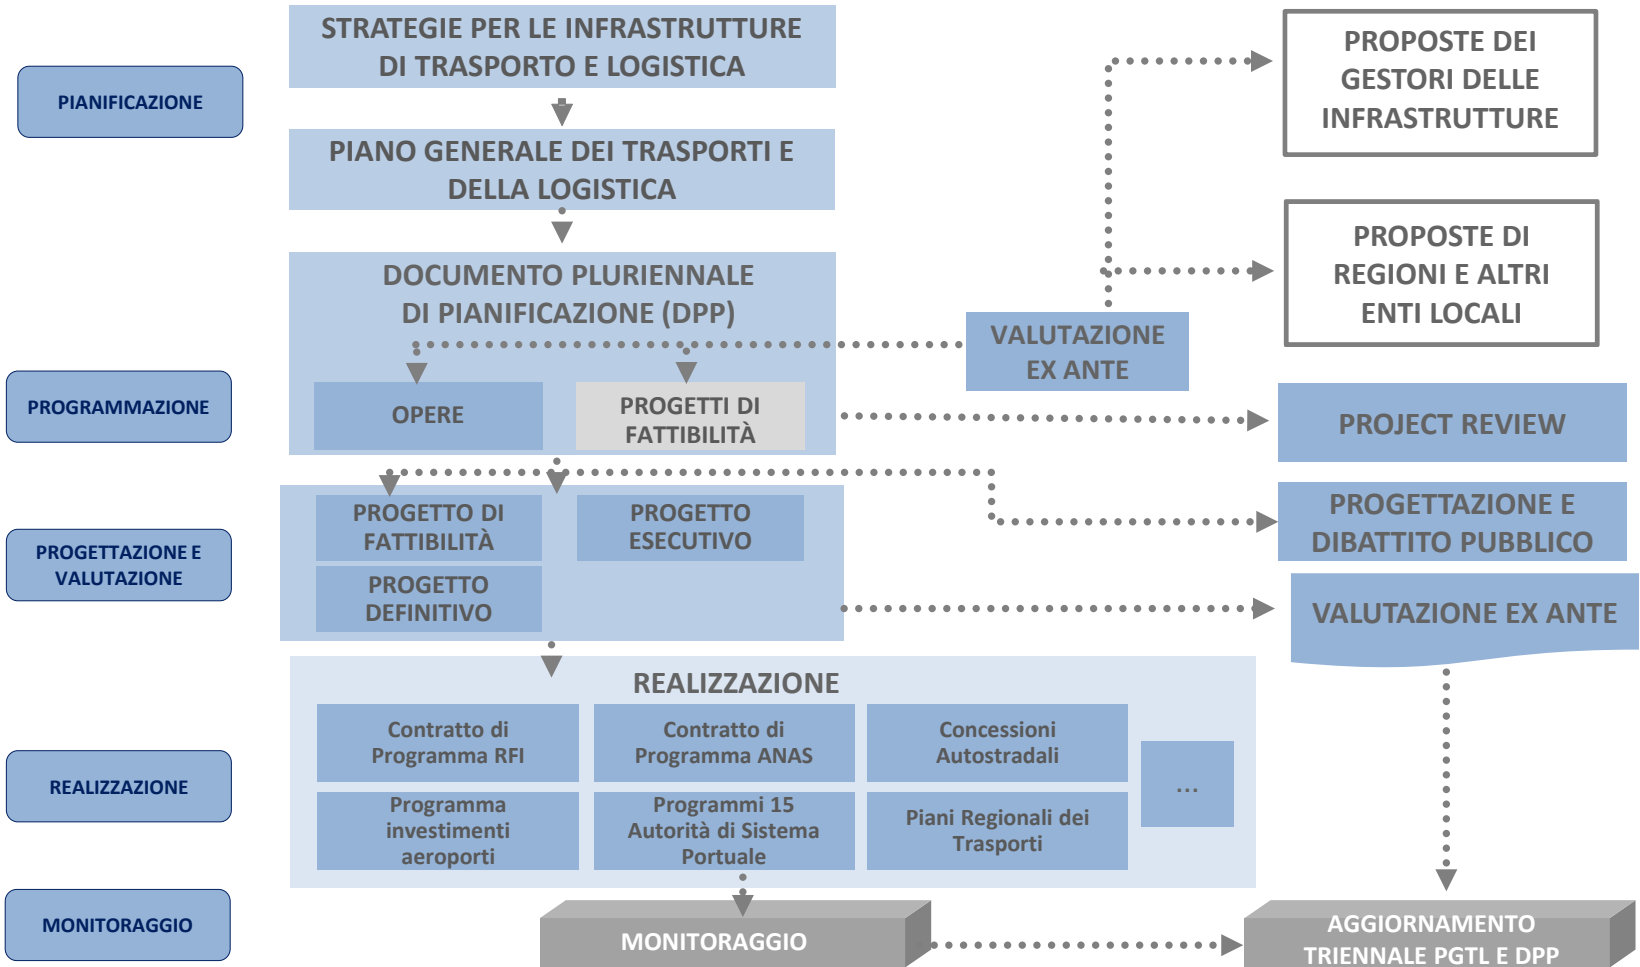 PIANIFICAZIONE
STRATEGIE PER LE INFRASTRUTTURE
DI TRASPORTO E LOGISTICA
PIANO GENERALE DEI TRASPORTI E
DELLA LOGISTICA
PROPOSTE DEI
GESTORI DELLE
INFRASTRUTTURE
PROPOSTE DI
REGIONI E ALTRI
ENTI LOCALI
PROGRAMMAZIONE
DOCUMENTO PLURIENNALE
DI PIANIFICAZIONE (DPP)
OPERE
PROGETTI DI
FATTIBILITÀ
VALUTAZIONE
EX ANTE
PROJECT REVIEW
PROGETTAZIONE E
VALUTAZIONE
PROGETTO DI
FATTIBILITÀ
PROGETTO
ESECUTIVO
PROGETTO
DEFINITIVO
PROGETTAZIONE E
DIBATTITO PUBBLICO
VALUTAZIONE EX ANTE
REALIZZAZIONE
REALIZZAZIONE
Contratto di
Programma RFI
Contratto di
Programma ANAS
Concessioni
Autostradali
...
Programma
investimenti
aeroporti
Programmi 15
Autorità di Sistema
Portuale
Piani Regionali dei
Trasporti
MONITORAGGIO
MONITORAGGIO
AGGIORNAMENTO
TRIENNALE PGTL E DPP